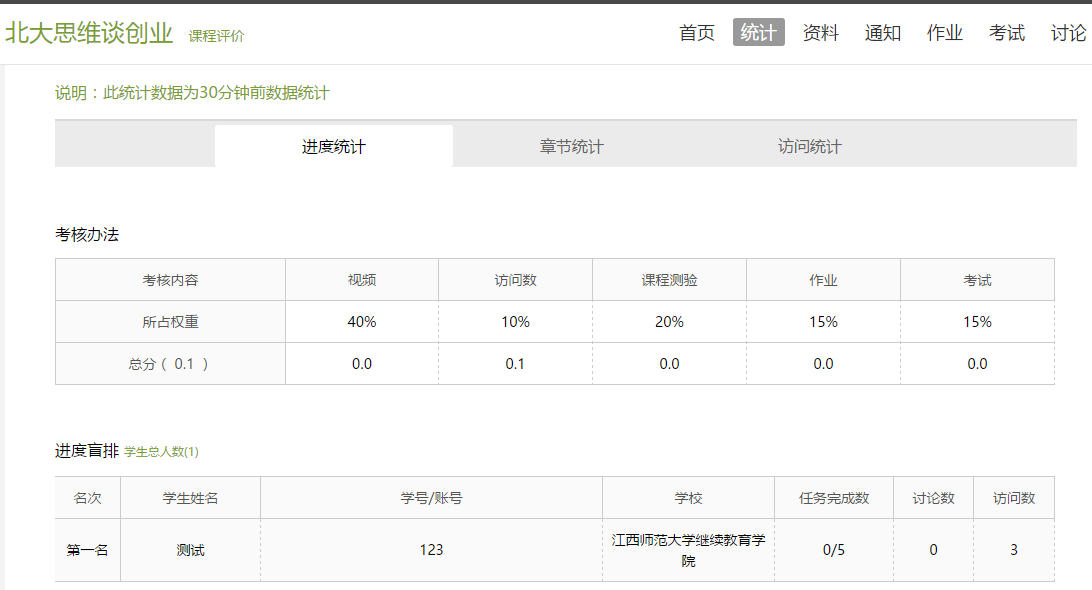 北大思维谈创业 课程评价
首页 统计 资料 通知 作业 考试 讨论
说明：此统计数据为30分钟前数据统计
进度统计 章节统计 访问统计
考核办法
考核内容 视频 访问数 课程测验 作业 考试
所占权重 40% 10% 20% 15% 15%
总分（ 0.1 ） 0.0 0.1 0.0 0.0 0.0
进度盲排 学生总人数(1)
名次 学生姓名 学号/账号 学校 任务完成数 讨论数 访问数
第一名 测试 123 江西师范大学继续教育学 0/5 0 3
院